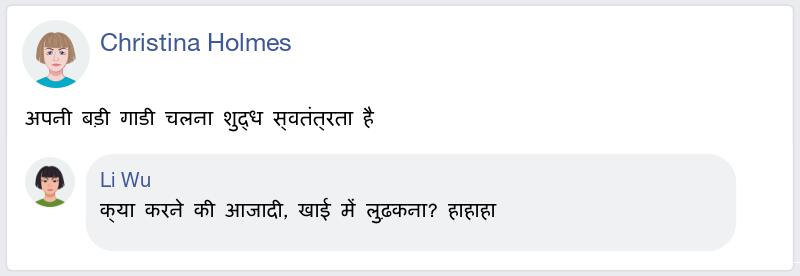 Christina Holmes
अपनी बड़ी गाडी चलना शुद्ध स्वतंत्रता है
Li Wu
क्या करने की आजादी, खाई में लुढकना? हाहाहा